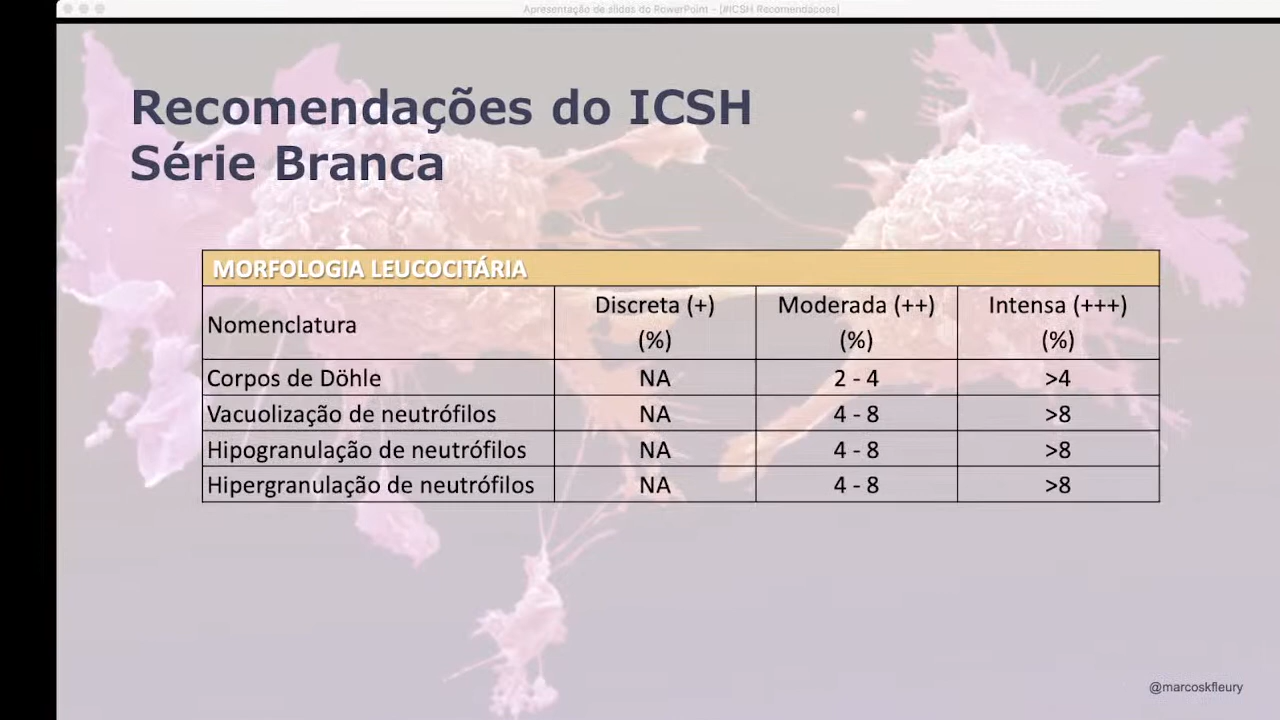 Apresentação de slides do PowerPoint - [#ICSH Recomendacoes]
Recomendações do ICSH
Série Branca
MORFOLOGIA LEUCOCITÁRIA
Nomenclatura Discreta (+) (%) Moderada (++) (%) Intensa (+++) (%)
Corpos de Döhle NA 2 - 4 >4
Vacuolização de neutrófilos NA 4 - 8 >8
Hipogranulação de neutrófilos NA 4 - 8 >8
Hipergranulação de neutrófilos NA 4 - 8 >8
@marcoskfleury